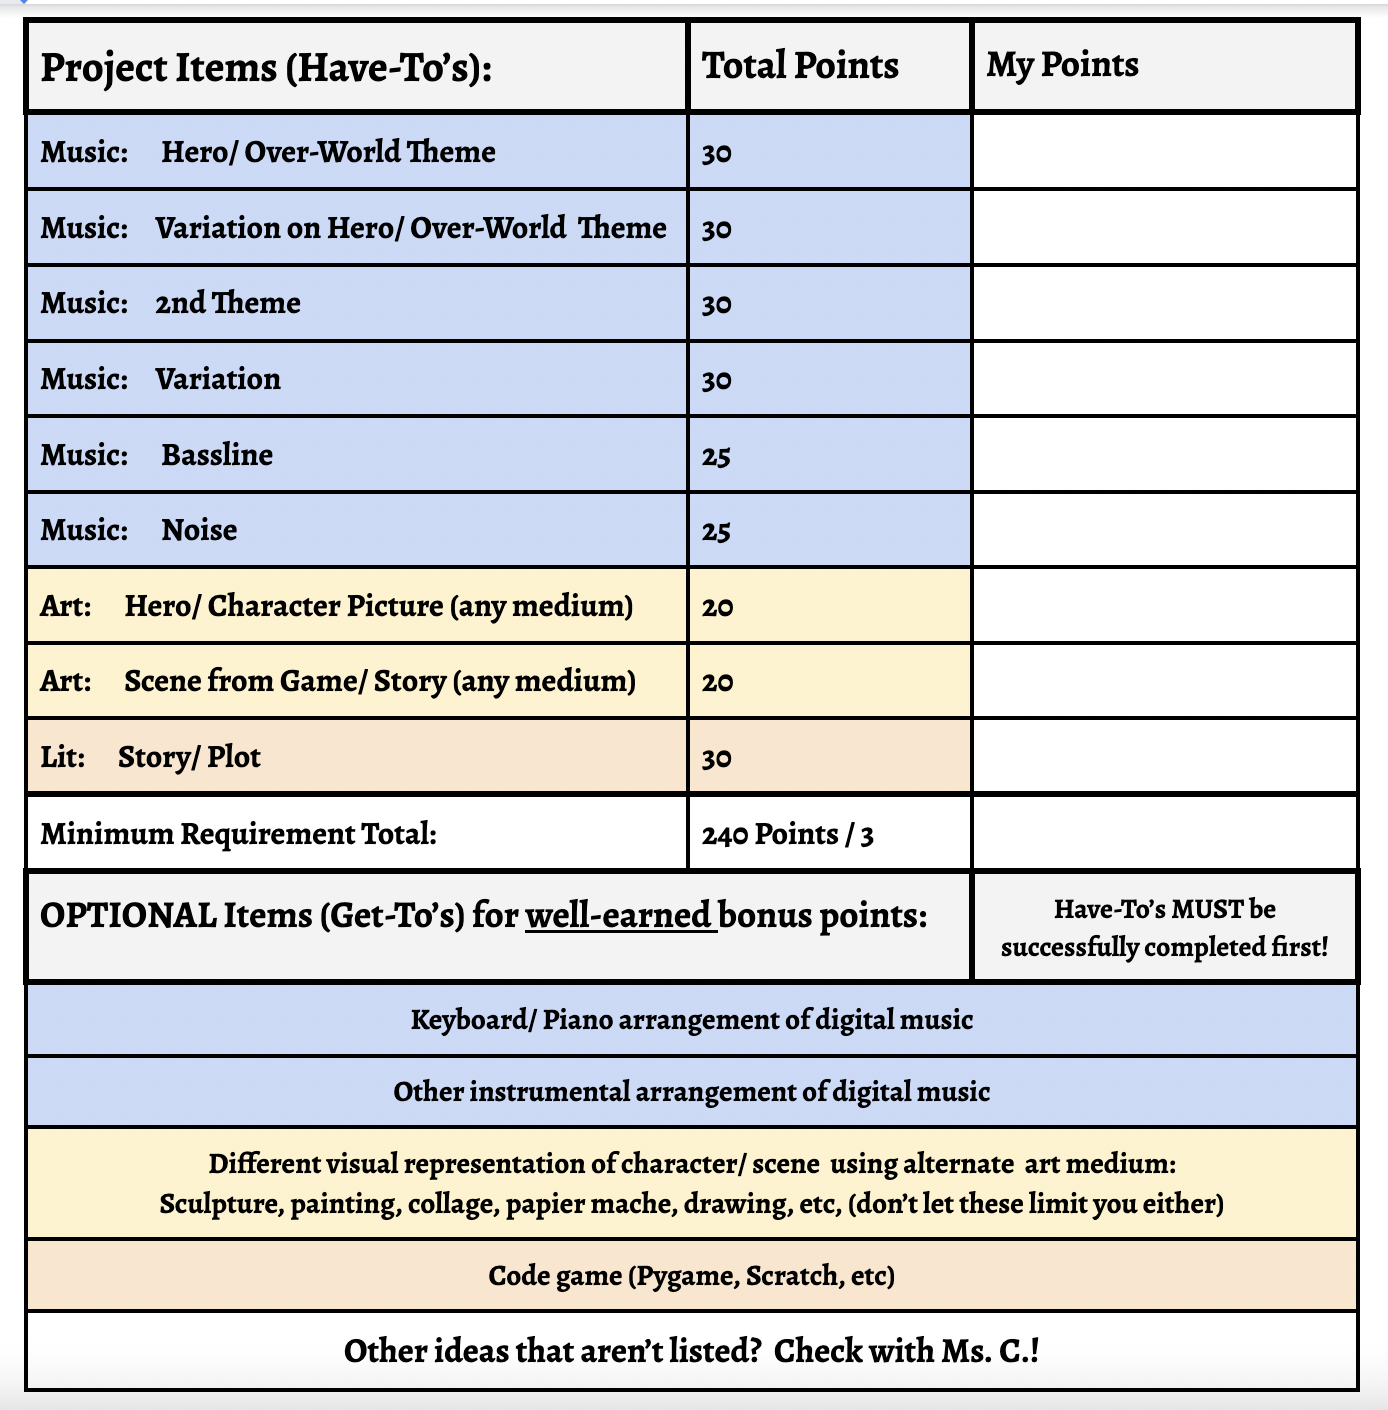 Project Items (Have-To’s): Total Points My Points
Music: Hero/ Over-World Theme 30
Music: Variation on Hero/ Over-World Theme 30
Music: 2nd Theme 30
Music: Variation 30
Music: Bassline 25
Music: Noise 25
Art: Hero/ Character Picture (any medium) 20
Art: Scene from Game/ Story (any medium) 20
Lit: Story/ Plot 30
Minimum Requirement Total: 240 Points / 3
OPTIONAL Items (Get-To’s) for well-earned bonus points:
Have-To’s MUST be
successfully completed first!
Keyboard/ Piano arrangement of digital music
Other instrumental arrangement of digital music
Different visual representation of character/ scene using alternate art medium:
Sculpture, painting, collage, papier mache, drawing, etc, (don’t let these limit you either)
Code game (Pygame, Scratch, etc)
Other ideas that aren’t listed? Check with Ms. C.!